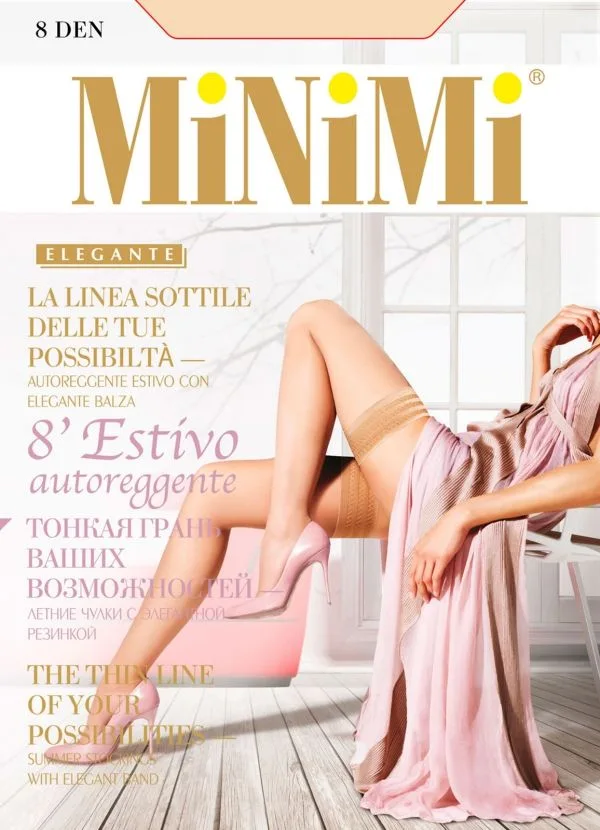 8 DEN
MiNiMi®
ELEGANTE
LA LINEA SOTTILE
DELLE TUE
POSSIBILTÀ —
AUTOREGGENTE ESTIVO CON
ELEGANTE BALZA
8’ Estivo
autoreggente
ТОНКАЯ ГРАНЬ
ВАШИХ
ВОЗМОЖНОСТЕЙ —
ЛЕТНИЕ ЧУЛКИ С ЭЛЕГАНТНОЙ
РЕЗИНКОЙ
THE THIN LINE
OF YOUR
POSSIBILITIES —
SUMMER STOCKINGS
WITH ELEGANT BAND